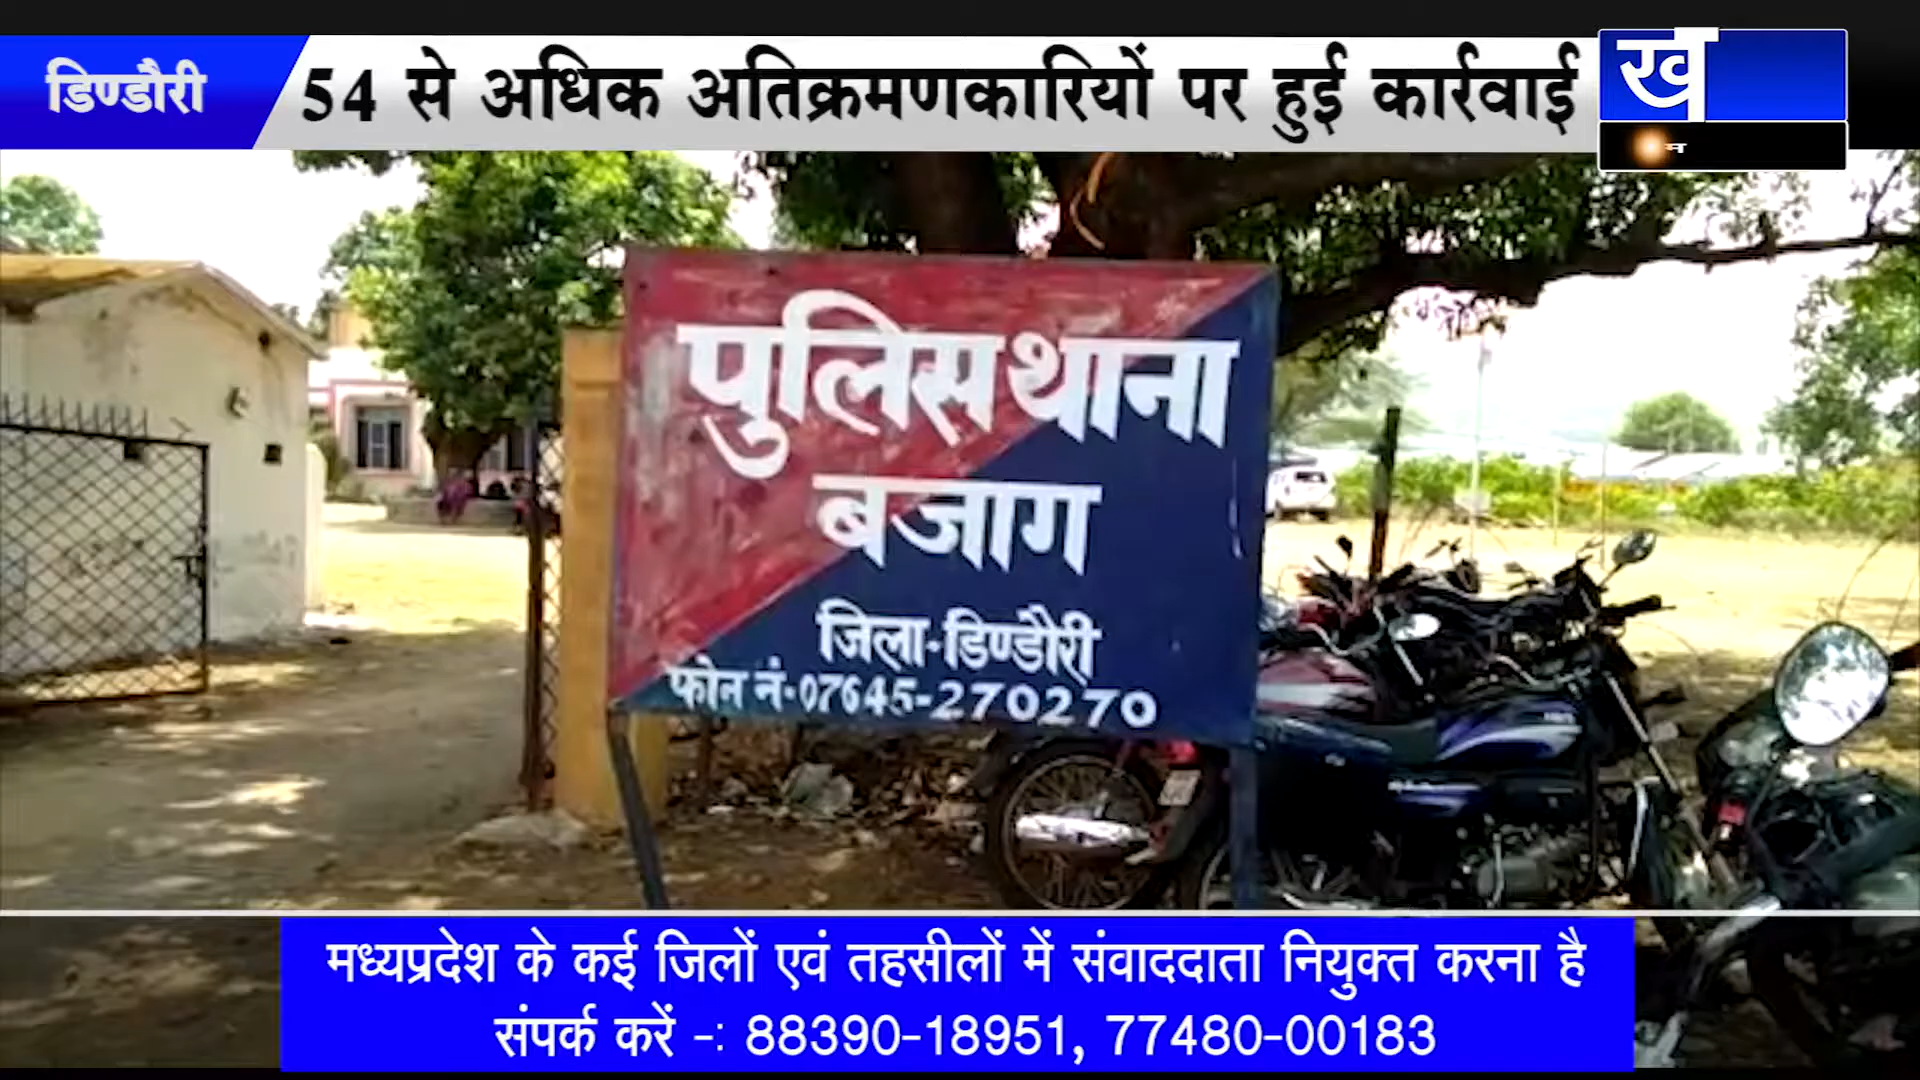 डिण्डौरी
54 से अधिक अतिक्रमणकारियों पर हुई कार्रवाई
ख
म
पुलिस थाना
बजाग
जिला-डिण्डौरी
फोन नं-07645-270270
मध्यप्रदेश के कई जिलों एवं तहसीलों में संवाददाता नियुक्त करना है
संपर्क करें -: 88390-18951, 77480-00183